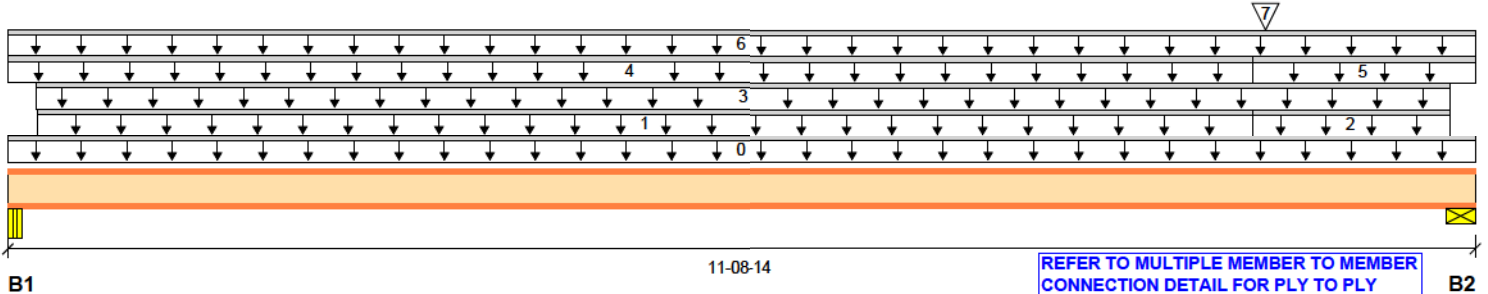 7
6
4
5
3
1
2
0
11-08-14
REFER TO MULTIPLE MEMBER TO MEMBER
CONNECTION DETAIL FOR PLY TO PLY
B1
B2